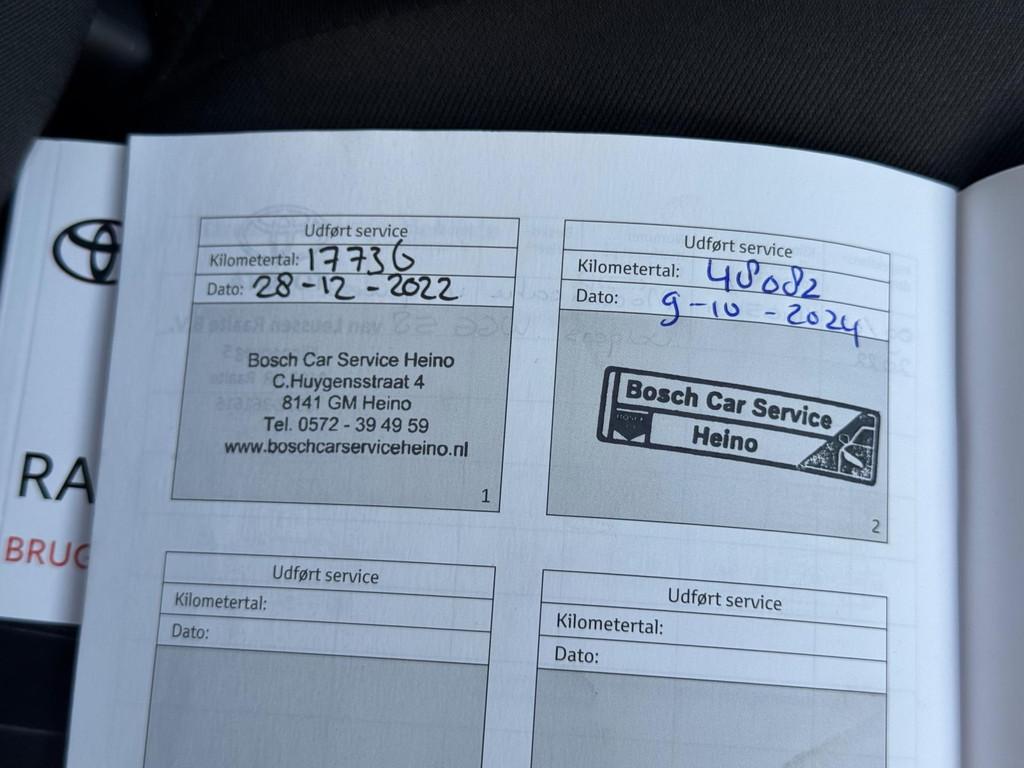 Udført service
Kilometertal: 17736
Dato: 28-12-2022
Bosch Car Service Heino
C.Huygensstraat 4
8141 GM Heino
Tel. 0572 - 39 49 59
www.boschcarserviceheino.nl
1
Udført service
Kilometertal: 48082
Dato: 9-10-2024
Bosch Car Service
Heino
2
Udført service
Kilometertal:
Dato:
Udført service
Kilometertal:
Dato:
RA
BRUG